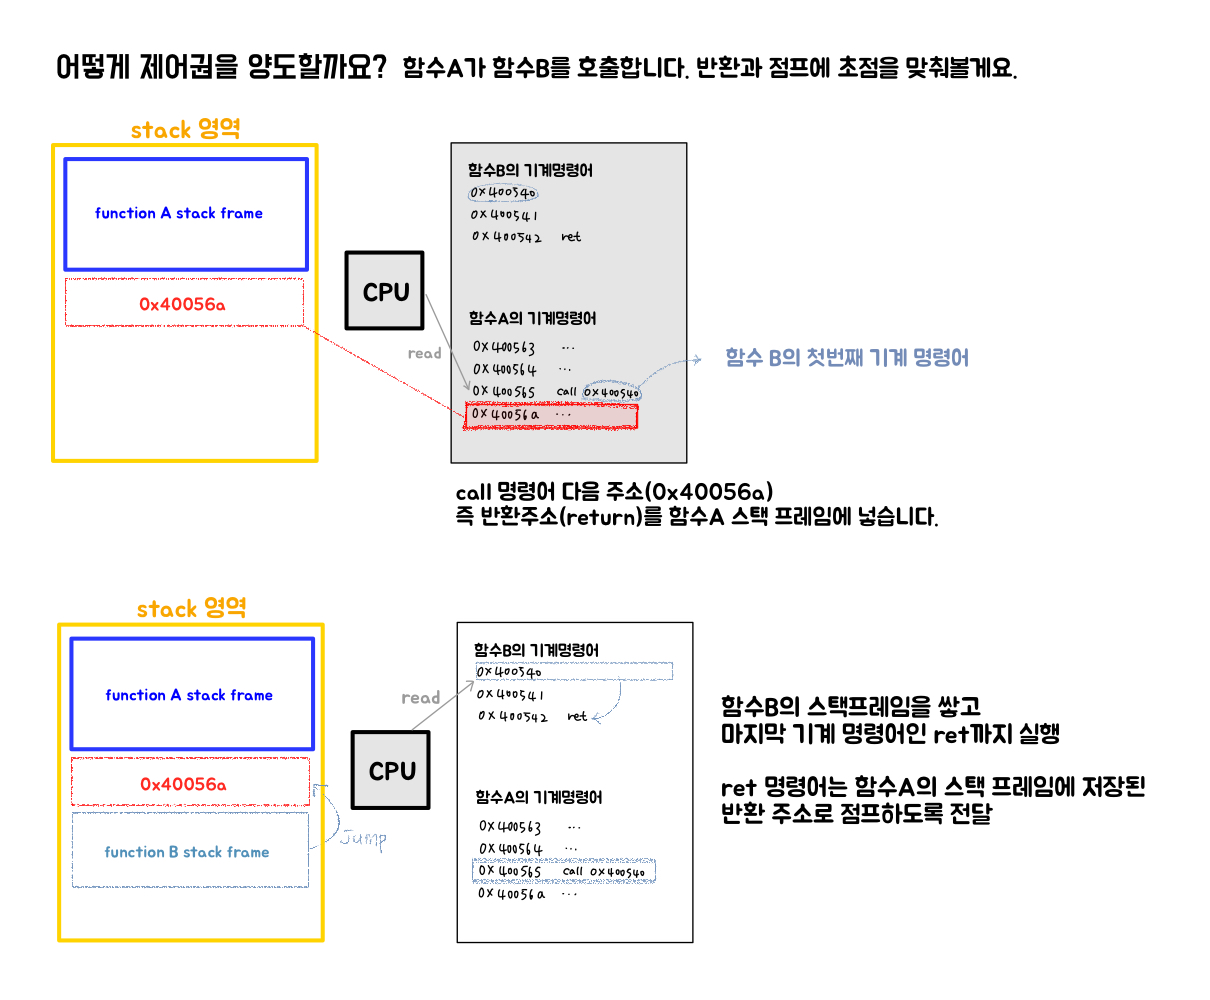 어떻게 제어권을 양도할까요? 함수A가 함수B를 호출합니다. 반환과 점프에 초점을 맞춰볼게요.
stack 영역
function A stack frame
0x40056a
CPU
read
함수B의 기계명령어
0x400540
0x400541
0x400542 ret
함수A의 기계명령어
0x400563 ...
0x400564 ...
0x400565 call 0x400540
0x40056a ...
함수 B의 첫번째 기계 명령어
call 명령어 다음 주소(0x40056a)
즉 반환주소(return)를 함수A 스택 프레임에 넣습니다.
stack 영역
function A stack frame
0x40056a
function B stack frame
Jump
CPU
read
함수B의 기계명령어
0x400540
0x400541
0x400542 ret
함수A의 기계명령어
0x400563 ...
0x400564 ...
0x400565 call 0x400540
0x40056a ...
함수B의 스택프레임을 쌓고
마지막 기계 명령어인 ret까지 실행
ret 명령어는 함수A의 스택 프레임에 저장된
반환 주소로 점프하도록 전달